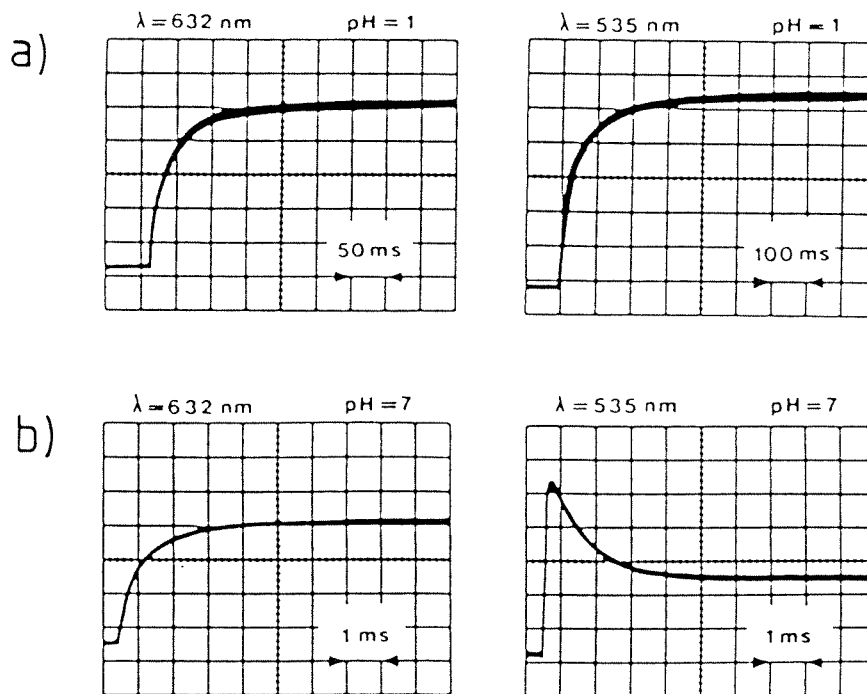 a)
λ = 632 nm pH = 1
50 ms
λ = 535 nm pH = 1
100 ms
b)
λ = 632 nm pH = 7
1 ms
λ = 535 nm pH = 7
1 ms